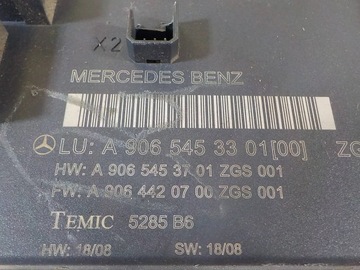 X2
MERCEDES BENZ
LU: A 906 545 33 01[00] ZG
HW: A 906 545 37 01 ZGS 001
FW: A 906 442 07 00 ZGS 001
TEMIC 5285 B6
HW: 18/08 SW: 18/08